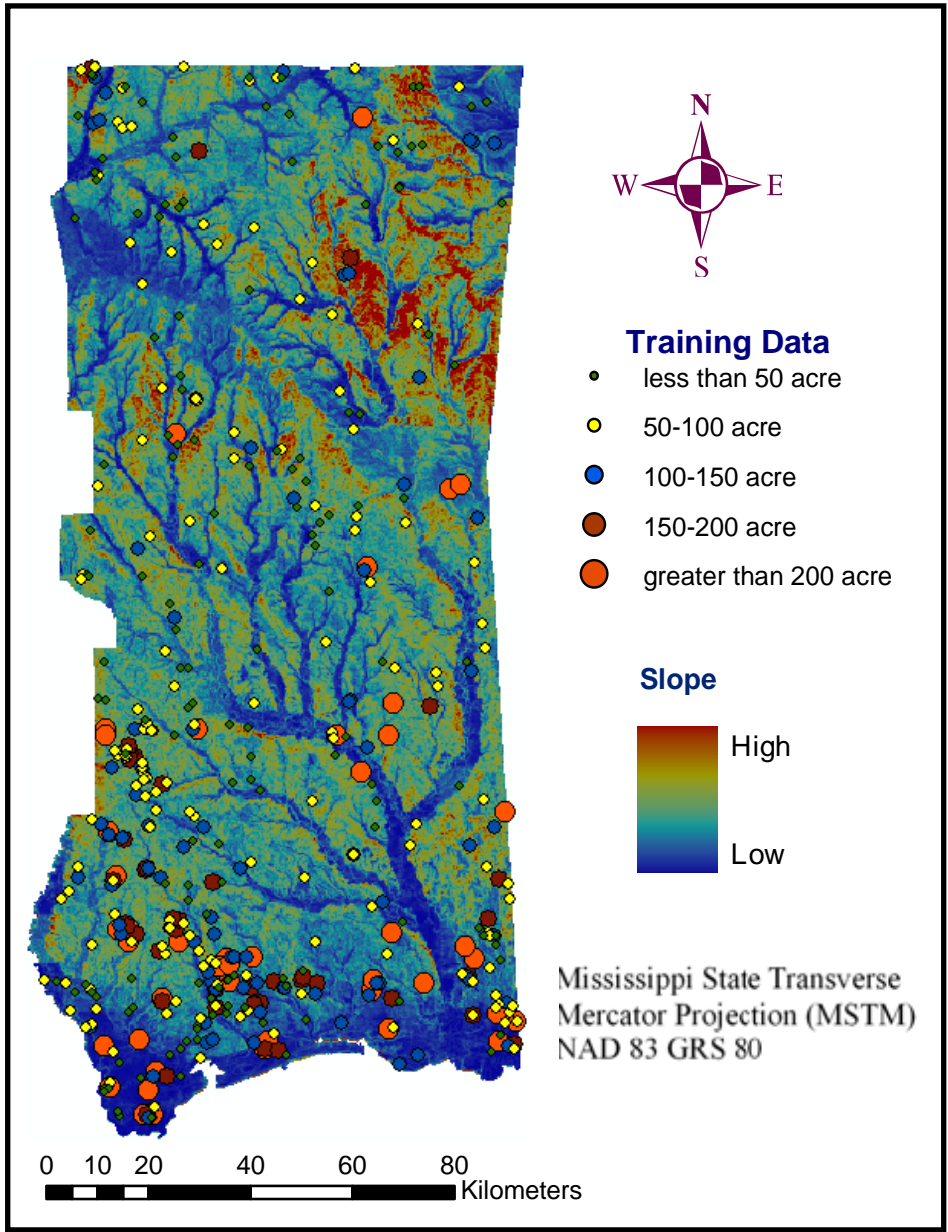 N
W E
S
Training Data
less than 50 acre
50-100 acre
100-150 acre
150-200 acre
greater than 200 acre
Slope
High
Low
Mississippi State Transverse
Mercator Projection (MSTM)
NAD 83 GRS 80
0 10 20 40 60 80
Kilometers